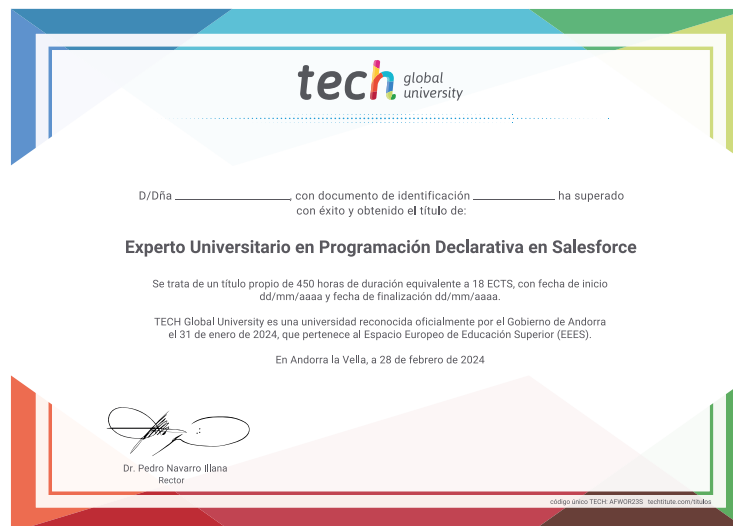 tech global
university
D/Dña ____________________, con documento de identificación ______________ ha superado
con éxito y obtenido el título de:
Experto Universitario en Programación Declarativa en Salesforce
Se trata de un título propio de 450 horas de duración equivalente a 18 ECTS, con fecha de inicio
dd/mm/aaaa y fecha de finalización dd/mm/aaaa.
TECH Global University es una universidad reconocida oficialmente por el Gobierno de Andorra
el 31 de enero de 2024, que pertenece al Espacio Europeo de Educación Superior (EEES).
En Andorra la Vella, a 28 de febrero de 2024
Dr. Pedro Navarro Illana
Rector
código único TECH: AFWOR23S techtitute.com/titulos